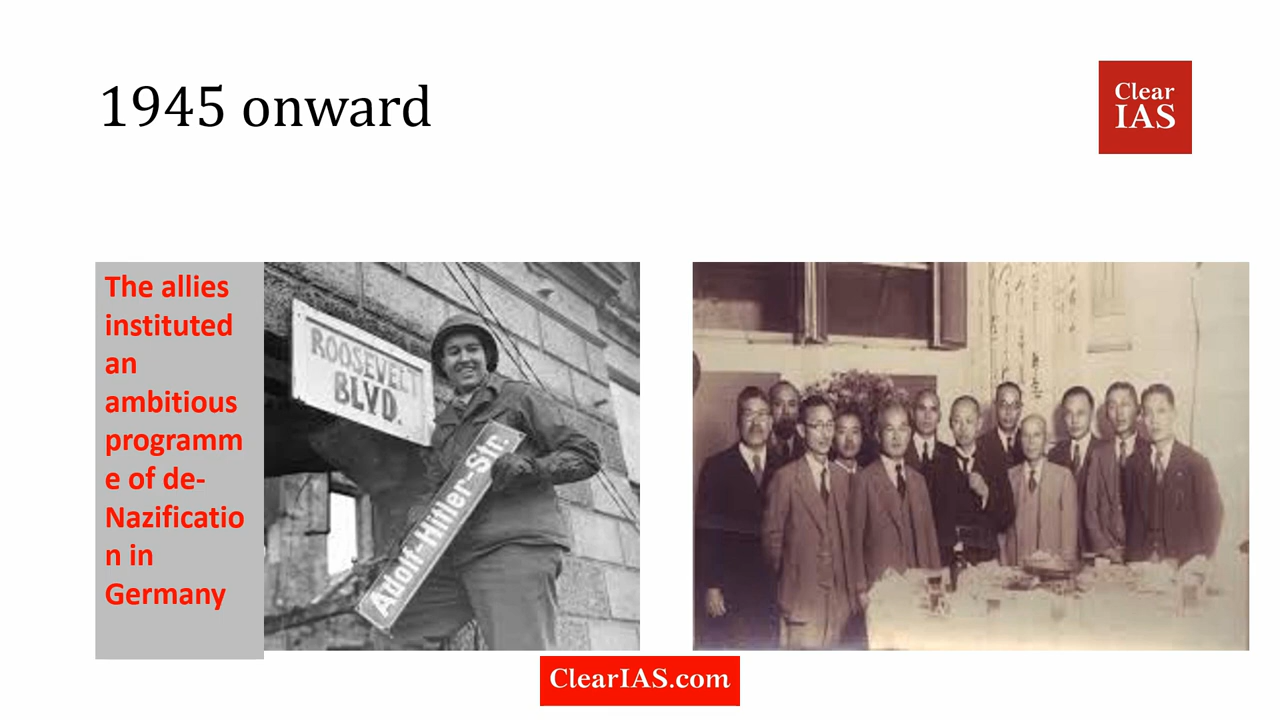 1945 onward
Clear
IAS
The allies
instituted
an
ambitious
programm
e of de-
Nazificatio
n in
Germany
ROOSEVELT
BLVD.
Adolf-Hitler-Str.
ClearIAS.com